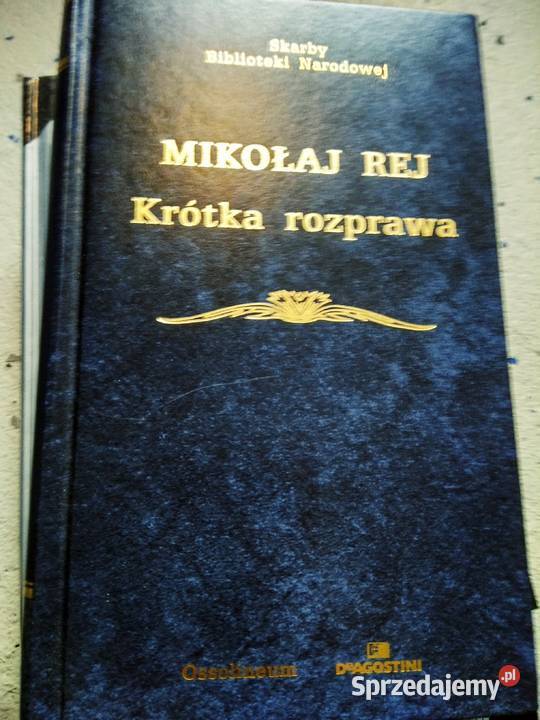 Skarby
Biblioteki Narodowej
MIKOŁAJ REJ
Krótka rozprawa
Ossolineum
DeAGOSTINI
Sprzedajemy.pl